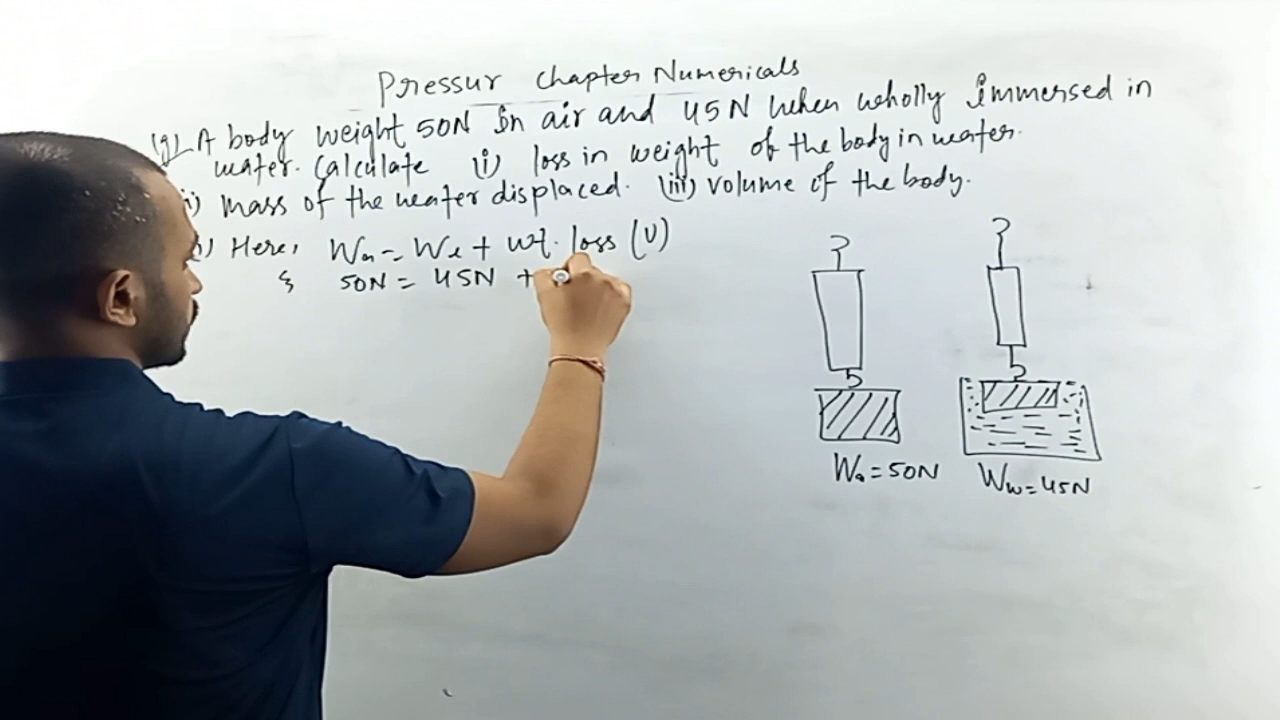 Pressur Chapter Numericals
A body weight 50N in air and 45N when wholly immersed in
water. Calculate (i) loss in weight of the body in water.
mass of the water displaced. (iii) volume of the body.
Here, Wa = Wl + wt. loss (U)
50N = 45N +
Wa = 50N
Ww = 45N